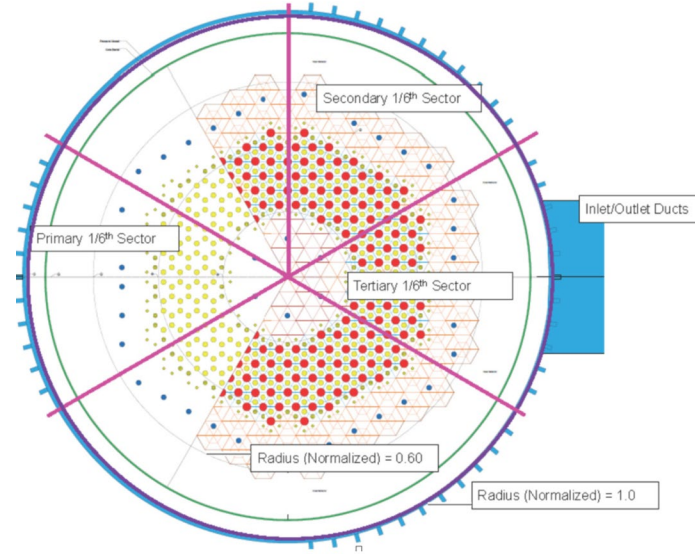 Secondary 1/6th Sector
Inlet/Outlet Ducts
Primary 1/6th Sector
Tertiary 1/6th Sector
Radius (Normalized) = 0.60
Radius (Normalized) = 1.0